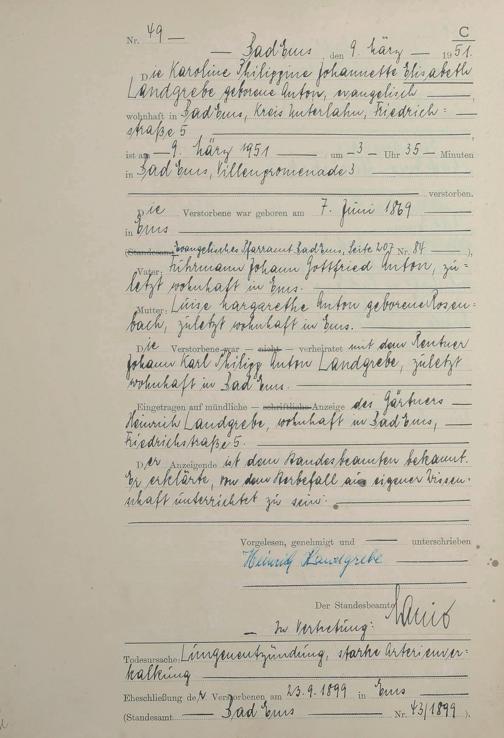 C
Nr. 49
Bad Ems, den 9. März 1951.
Die Karoline Philippine Johannette Elisabeth
Landgrebe geborene Anton, evangelisch
wohnhaft in Bad Ems, Kreis Unterlahn, Friedrich=
straße 5
ist am 9. März 1951 um 3 Uhr 35 Minuten
in Bad Ems, Villenpromenade 3
verstorben.
Die Verstorbene war geboren am 7. Juni 1869
in Ems
(Standesamt Evangelisches Pfarramt Bad Ems, Seite 207 Nr. 84),
Vater: Fuhrmann Johann Gottfried Anton, zu=
letzt wohnhaft in Ems.
Mutter: Luise Margarethe Anton geborene Rosen=
bach, zuletzt wohnhaft in Ems.
Die Verstorbene war — nicht — verheiratet mit dem Rentner
Johann Karl Philipp Anton Landgrebe, zuletzt
wohnhaft in Bad Ems.
Eingetragen auf mündliche — schriftliche Anzeige des Gärtners
Heinrich Landgrebe, wohnhaft in Bad Ems,
Friedrichstraße 5.
Der Anzeigende ist dem Standesbeamten bekannt.
Er erklärte, von dem Sterbefall aus eigener Wissen=
schaft unterrichtet zu sein.
Vorgelesen, genehmigt und unterschrieben
Heinrich Landgrebe
Der Standesbeamte
In Vertretung:
Todesursache: Lungenentzündung, starke Arterienver=
kalkung
Eheschließung der Verstorbenen am 23.9.1899 in Ems
(Standesamt Bad Ems Nr. 43/1899).